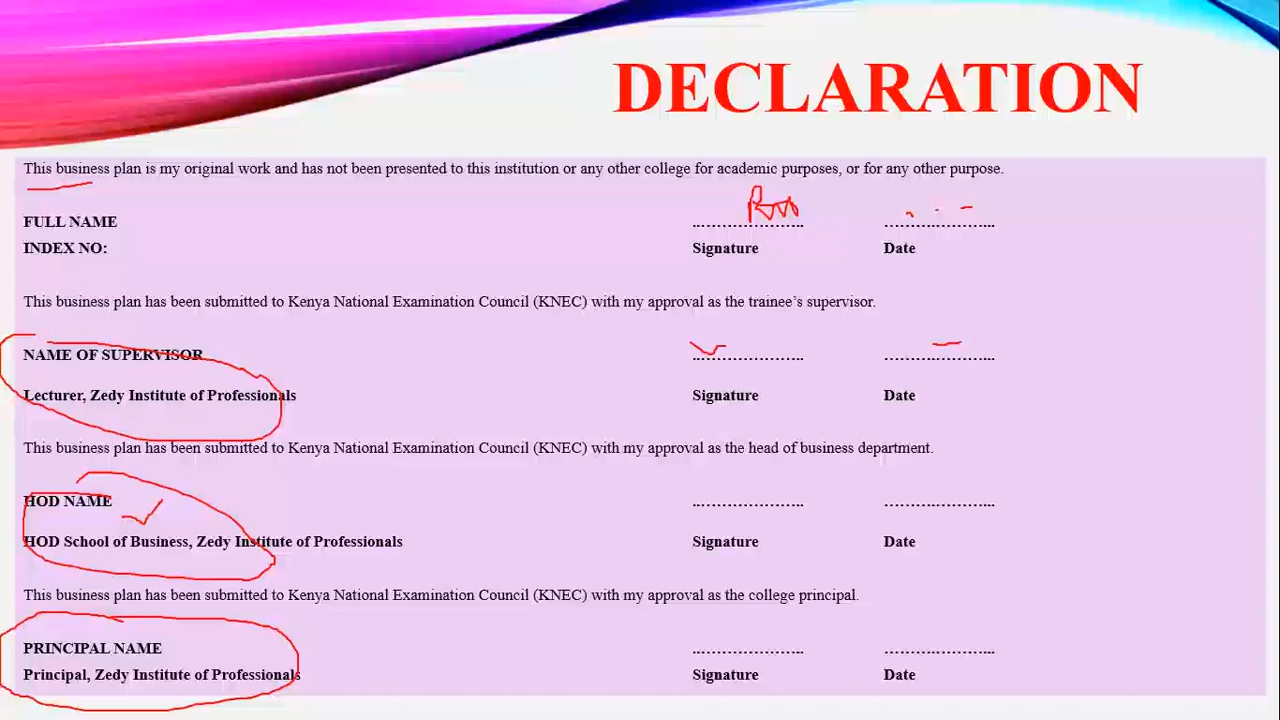 DECLARATION
This business plan is my original work and has not been presented to this institution or any other college for academic purposes, or for any other purpose.
FULL NAME ..………………….. ………..………...
INDEX NO: Signature Date
This business plan has been submitted to Kenya National Examination Council (KNEC) with my approval as the trainee’s supervisor.
NAME OF SUPERVISOR ..………………….. ………..………...
Lecturer, Zedy Institute of Professionals Signature Date
This business plan has been submitted to Kenya National Examination Council (KNEC) with my approval as the head of business department.
HOD NAME ..………………….. ………..………...
HOD School of Business, Zedy Institute of Professionals Signature Date
This business plan has been submitted to Kenya National Examination Council (KNEC) with my approval as the college principal.
PRINCIPAL NAME ..………………….. ………..………...
Principal, Zedy Institute of Professionals Signature Date